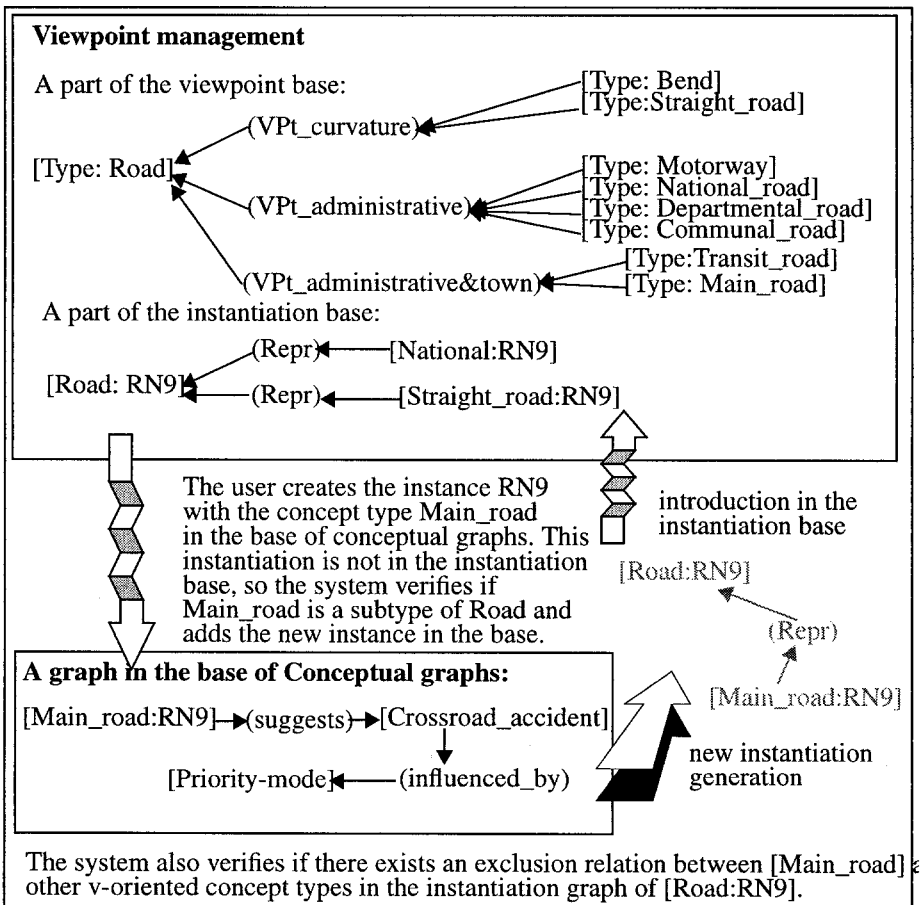 Viewpoint management
A part of the viewpoint base:
[Type: Bend]
[Type:Straight_road]
(VPt_curvature)
[Type: Road]
[Type: Motorway]
[Type: National_road]
(VPt_administrative)
[Type: Departmental_road]
[Type: Communal_road]
[Type:Transit_road]
(VPt_administrative&town)
[Type: Main_road]
A part of the instantiation base:
(Repr)
[National:RN9]
[Road: RN9]
(Repr)
[Straight_road:RN9]
The user creates the instance RN9
with the concept type Main_road
in the base of conceptual graphs. This
instantiation is not in the instantiation
base, so the system verifies if
Main_road is a subtype of Road and
adds the new instance in the base.
introduction in the
instantiation base
[Road:RN9]
(Repr)
[Main_road:RN9]
new instantiation
generation
A graph in the base of Conceptual graphs:
[Main_road:RN9]
(suggests)
[Crossroad_accident]
[Priority-mode]
(influenced_by)
The system also verifies if there exists an exclusion relation between [Main_road] a
other v-oriented concept types in the instantiation graph of [Road:RN9].